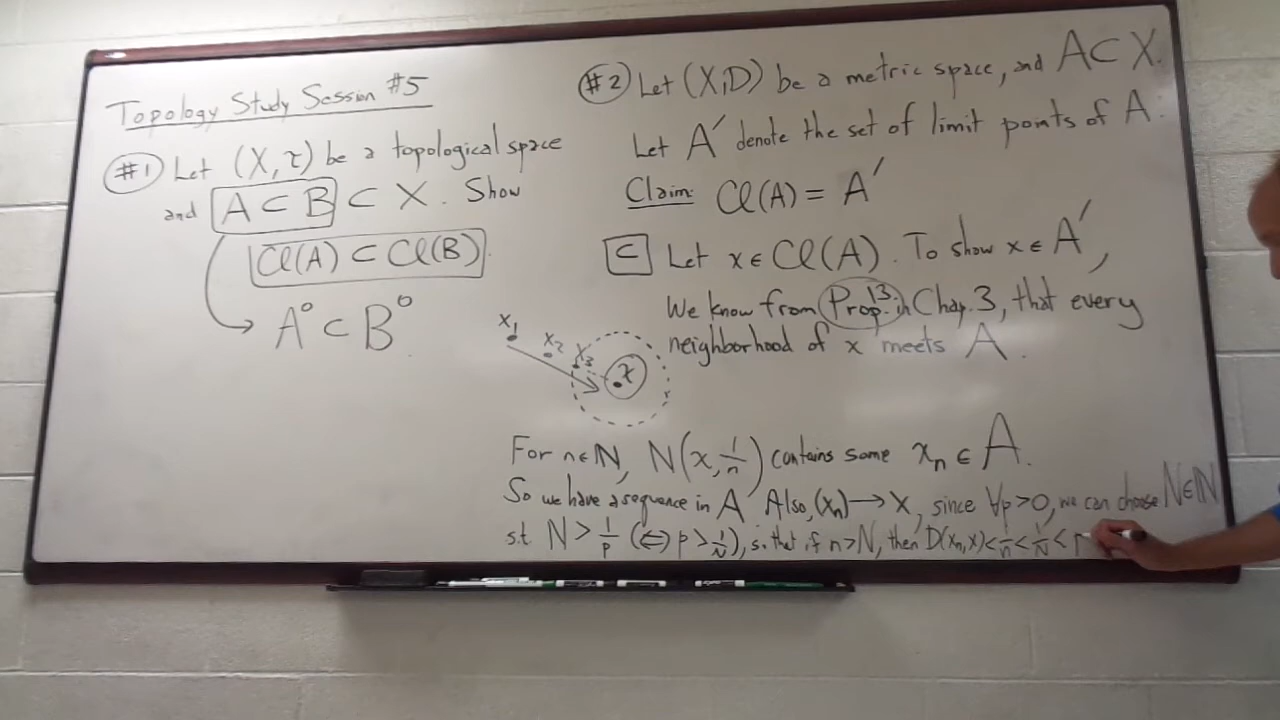 Topology Study Session #5
#1 Let (X, τ) be a topological space
and A ⊂ B ⊂ X. Show
Cl(A) ⊂ Cl(B).
A° ⊂ B°
#2 Let (X, D) be a metric space, and A ⊂ X.
Let A′ denote the set of limit points of A.
Claim: Cl(A) = A′
⊂ Let x ∈ Cl(A). To show x ∈ A′,
We know from Prop. 13 in Chap. 3, that every
neighborhood of x meets A.
x₁
x₂
x₃
x
For n ∈ ℕ, N(x, 1/n) contains some xₙ ∈ A.
So we have a sequence in A. Also, (xₙ) → x, since ∀p>0, we can choose N ∈ ℕ
s.t. N > 1/p (⇔ p > 1/N), so that if n > N, then D(xₙ, x) < 1/n < 1/N < p